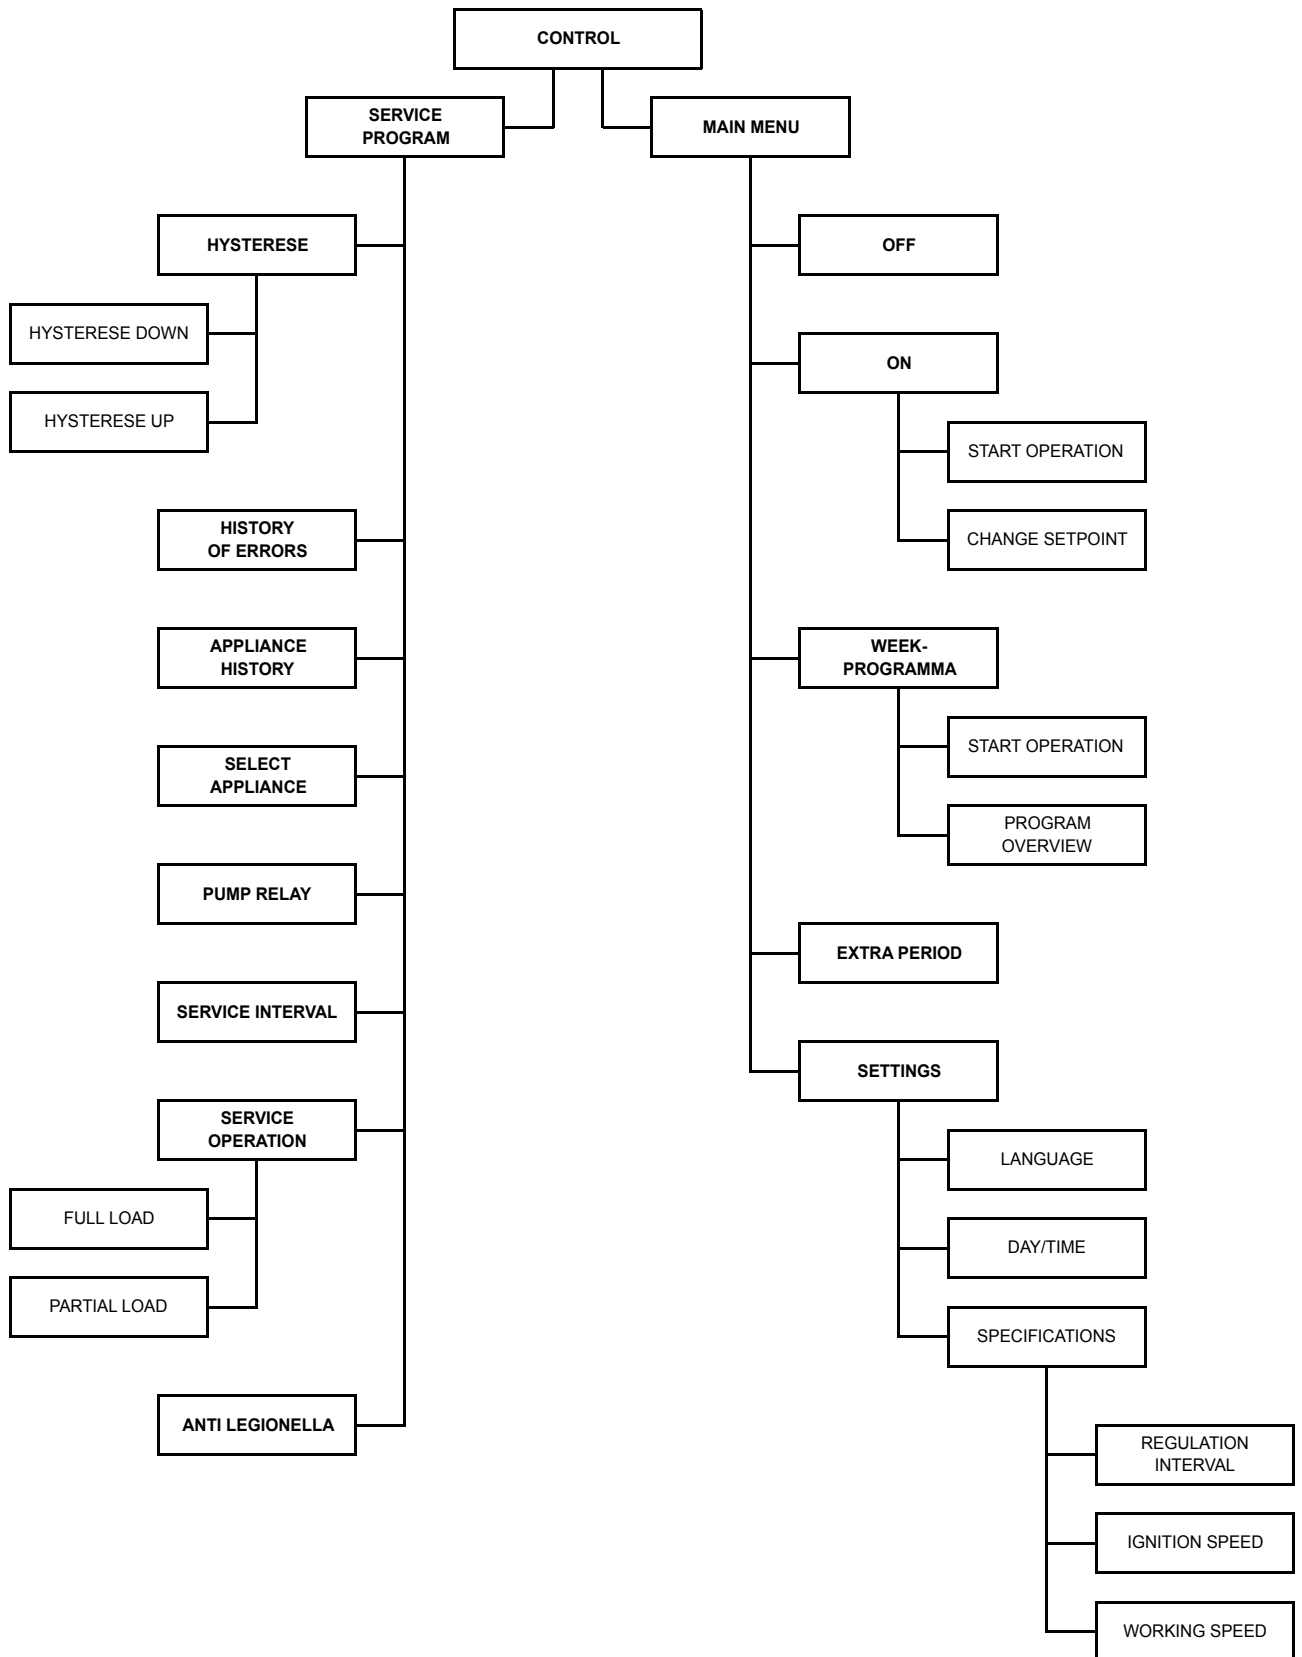 CONTROL
SERVICE
PROGRAM
MAIN MENU
HYSTERESE
HYSTERESE DOWN
HYSTERESE UP
HISTORY
OF ERRORS
APPLIANCE
HISTORY
SELECT
APPLIANCE
PUMP RELAY
SERVICE INTERVAL
SERVICE
OPERATION
FULL LOAD
PARTIAL LOAD
ANTI LEGIONELLA
OFF
ON
START OPERATION
CHANGE SETPOINT
WEEK-
PROGRAMMA
START OPERATION
PROGRAM
OVERVIEW
EXTRA PERIOD
SETTINGS
LANGUAGE
DAY/TIME
SPECIFICATIONS
REGULATION
INTERVAL
IGNITION SPEED
WORKING SPEED